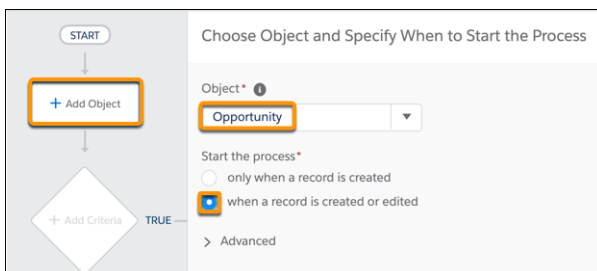 START
Choose Object and Specify When to Start the Process
+ Add Object
Object*
Opportunity
Start the process*
only when a record is created
when a record is created or edited
+ Add Criteria
TRUE
> Advanced